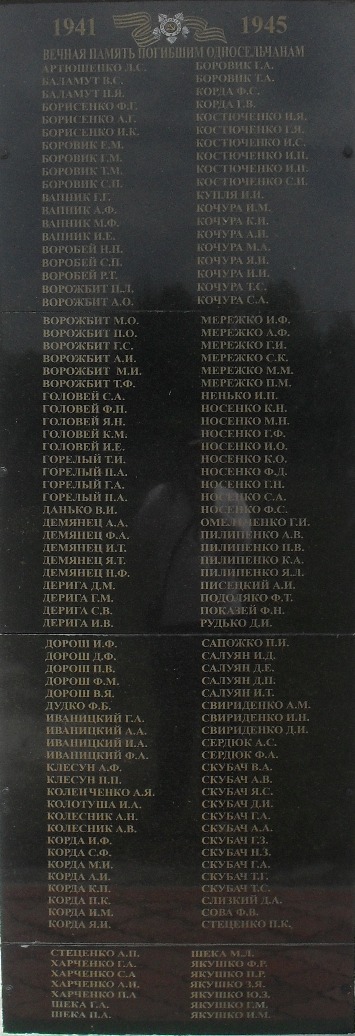 1941 1945
ВЕЧНАЯ ПАМЯТЬ ПОГИБШИМ ОДНОСЕЛЬЧАНАМ
АРТЮШЕНКО Л.С.
БАЛАМУТ В.С.
БАЛАМУТ И.Я.
БОРИСЕНКО Ф.Г.
БОРИСЕНКО А.Г.
БОРИСЕНКО И.К.
БОРОВИК Е.М.
БОРОВИК Г.М.
БОРОВИК Т.М.
БОРОВИК С.П.
ВАПНИК Г.Г.
ВАПНИК А.Ф.
ВАПНИК М.Ф.
ВАПНИК И.Е.
ВОРОБЕЙ Н.Н.
ВОРОБЕЙ С.П.
ВОРОБЕЙ Р.Т.
ВОРОЖБИТ П.Л.
ВОРОЖБИТ А.О.
БОРОВИК Г.А.
БОРОВИК Т.А.
КОРДА Ф.С.
КОРДА Г.В.
КОСТЮЧЕНКО И.Я.
КОСТЮЧЕНКО Г.Я.
КОСТЮЧЕНКО И.С.
КОСТЮЧЕНКО И.П.
КОСТЮЧЕНКО И.П.
КОСТЮЧЕНКО С.П.
КУПЛЯ И.И.
КОЧУРА И.М.
КОЧУРА К.И.
КОЧУРА А.И.
КОЧУРА М.А.
КОЧУРА Я.И.
КОЧУРА И.И.
КОЧУРА Т.С.
КОЧУРА С.А.
ВОРОЖБИТ М.О.
ВОРОЖБИТ П.О.
ВОРОЖБИТ Г.С.
ВОРОЖБИТ А.И.
ВОРОЖБИТ М.И.
ВОРОЖБИТ Т.Ф.
ГОЛОВЕЙ С.А.
ГОЛОВЕЙ Ф.Н.
ГОЛОВЕЙ Я.Н.
ГОЛОВЕЙ К.М.
ГОЛОВЕЙ И.Е.
ГОРЕЛЫЙ Т.И.
ГОРЕЛЫЙ П.А.
ГОРЕЛЫЙ Г.А.
ГОРЕЛЫЙ П.А.
ДАНЬКО В.И.
ДЕМЯНЕЦ А.А.
ДЕМЯНЕЦ Ф.А.
ДЕМЯНЕЦ И.Т.
ДЕМЯНЕЦ Я.Т.
ДЕМЯНЕЦ Н.Ф.
ДЕРИГА Д.М.
ДЕРИГА Г.М.
ДЕРИГА С.В.
ДЕРИГА И.В.
МЕРЕЖКО И.Ф.
МЕРЕЖКО А.Ф.
МЕРЕЖКО Г.И.
МЕРЕЖКО С.К.
МЕРЕЖКО М.М.
МЕРЕЖКО П.М.
НЕНЬКО И.П.
НОСЕНКО К.Н.
НОСЕНКО М.Н.
НОСЕНКО Г.Ф.
НОСЕНКО И.О.
НОСЕНКО К.О.
НОСЕНКО Ф.Д.
НОСЕНКО Г.Н.
НОСЕНКО С.А.
НОСЕНКО Ф.С.
ОМЕЛЬЧЕНКО Г.И.
ПИЛИПЕНКО А.В.
ПИЛИПЕНКО П.В.
ПИЛИПЕНКО К.А.
ПИЛИПЕНКО Я.Л.
ПИСЕЦКИЙ А.И.
ПОДОЛЯКО Ф.Т.
ПОКАЗЕЙ Ф.Н.
РУДЬКО Д.И.
ДОРОШ И.Ф.
ДОРОШ Д.Ф.
ДОРОШ П.В.
ДОРОШ Ф.М.
ДОРОШ В.Я.
ДУДКО Ф.Б.
ИВАНИЦКИЙ Г.А.
ИВАНИЦКИЙ А.А.
ИВАНИЦКИЙ И.А.
ИВАНИЦКИЙ Ф.А.
КЛЕСУН А.Ф.
КЛЕСУН П.П.
КОЛЕНЧЕНКО А.Я.
КОЛОТУША И.А.
КОЛЕСНИК А.Н.
КОЛЕСНИК А.В.
КОРДА И.Ф.
КОРДА С.Ф.
КОРДА М.И.
КОРДА А.И.
КОРДА К.Н.
КОРДА П.К.
КОРДА И.М.
КОРДА Я.И.
САПОЖКО П.И.
САЛУЯН И.Д.
САЛУЯН Д.Е.
САЛУЯН Д.П.
САЛУЯН И.Т.
СВИРИДЕНКО А.М.
СВИРИДЕНКО И.Н.
СВИРИДЕНКО Д.И.
СЕРДЮК А.С.
СЕРДЮК Ф.А.
СКУБАЧ В.А.
СКУБАЧ А.В.
СКУБАЧ Я.С.
СКУБАЧ Д.И.
СКУБАЧ Г.А.
СКУБАЧ А.А.
СКУБАЧ Г.З.
СКУБАЧ Н.З.
СКУБАЧ Г.А.
СКУБАЧ Т.Г.
СКУБАЧ Т.С.
СЛИЗКИЙ Д.А.
СОВА Ф.В.
СТЕЦЕНКО П.К.
СТЕЦЕНКО А.П.
ХАРЧЕНКО Г.А.
ХАРЧЕНКО С.А
ХАРЧЕНКО А.И.
ХАРЧЕНКО П.А
ШЕКА Г.А.
ШЕКА П.А.
ШЕКА М.Л.
ЯКУШКО Ф.Р.
ЯКУШКО П.Р.
ЯКУШКО З.Я.
ЯКУШКО Ю.З.
ЯКУШКО Г.М.
ЯКУШКО Н.М.